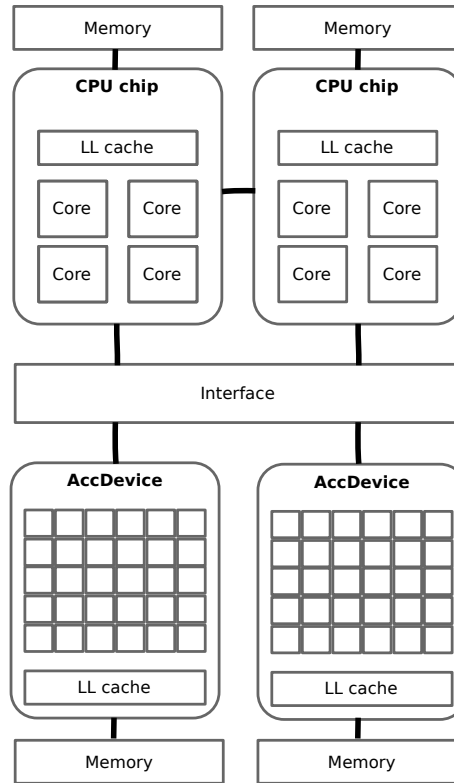 Memory
Memory
CPU chip
CPU chip
LL cache
LL cache
Core
Core
Core
Core
Core
Core
Core
Core
Interface
AccDevice
AccDevice
LL cache
LL cache
Memory
Memory